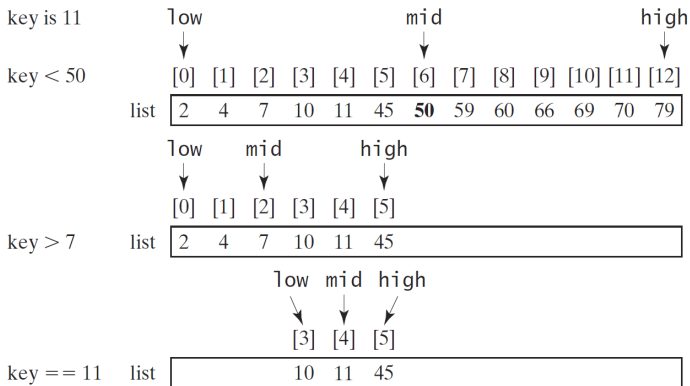 key is 11 low mid high
key < 50 [0] [1] [2] [3] [4] [5] [6] [7] [8] [9] [10] [11] [12]
list 2 4 7 10 11 45 50 59 60 66 69 70 79
low mid high
[0] [1] [2] [3] [4] [5]
key > 7 list 2 4 7 10 11 45
low mid high
[3] [4] [5]
key == 11 list 10 11 45